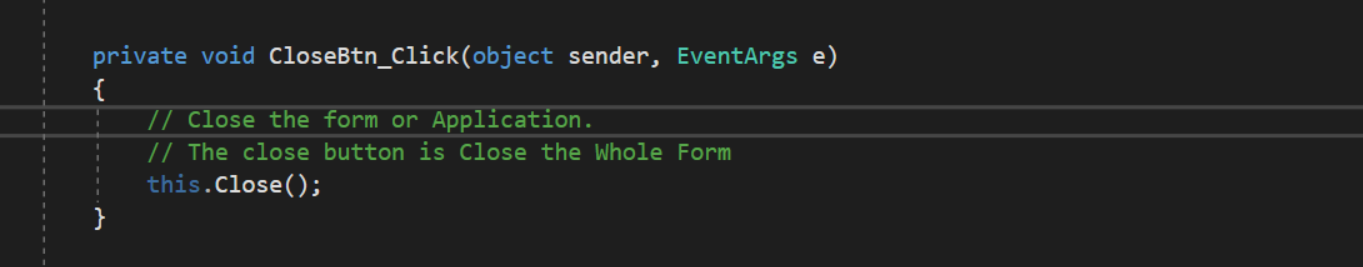 private void CloseBtn_Click(object sender, EventArgs e)
{
// Close the form or Application.
// The close button is Close the Whole Form
this.Close();
}